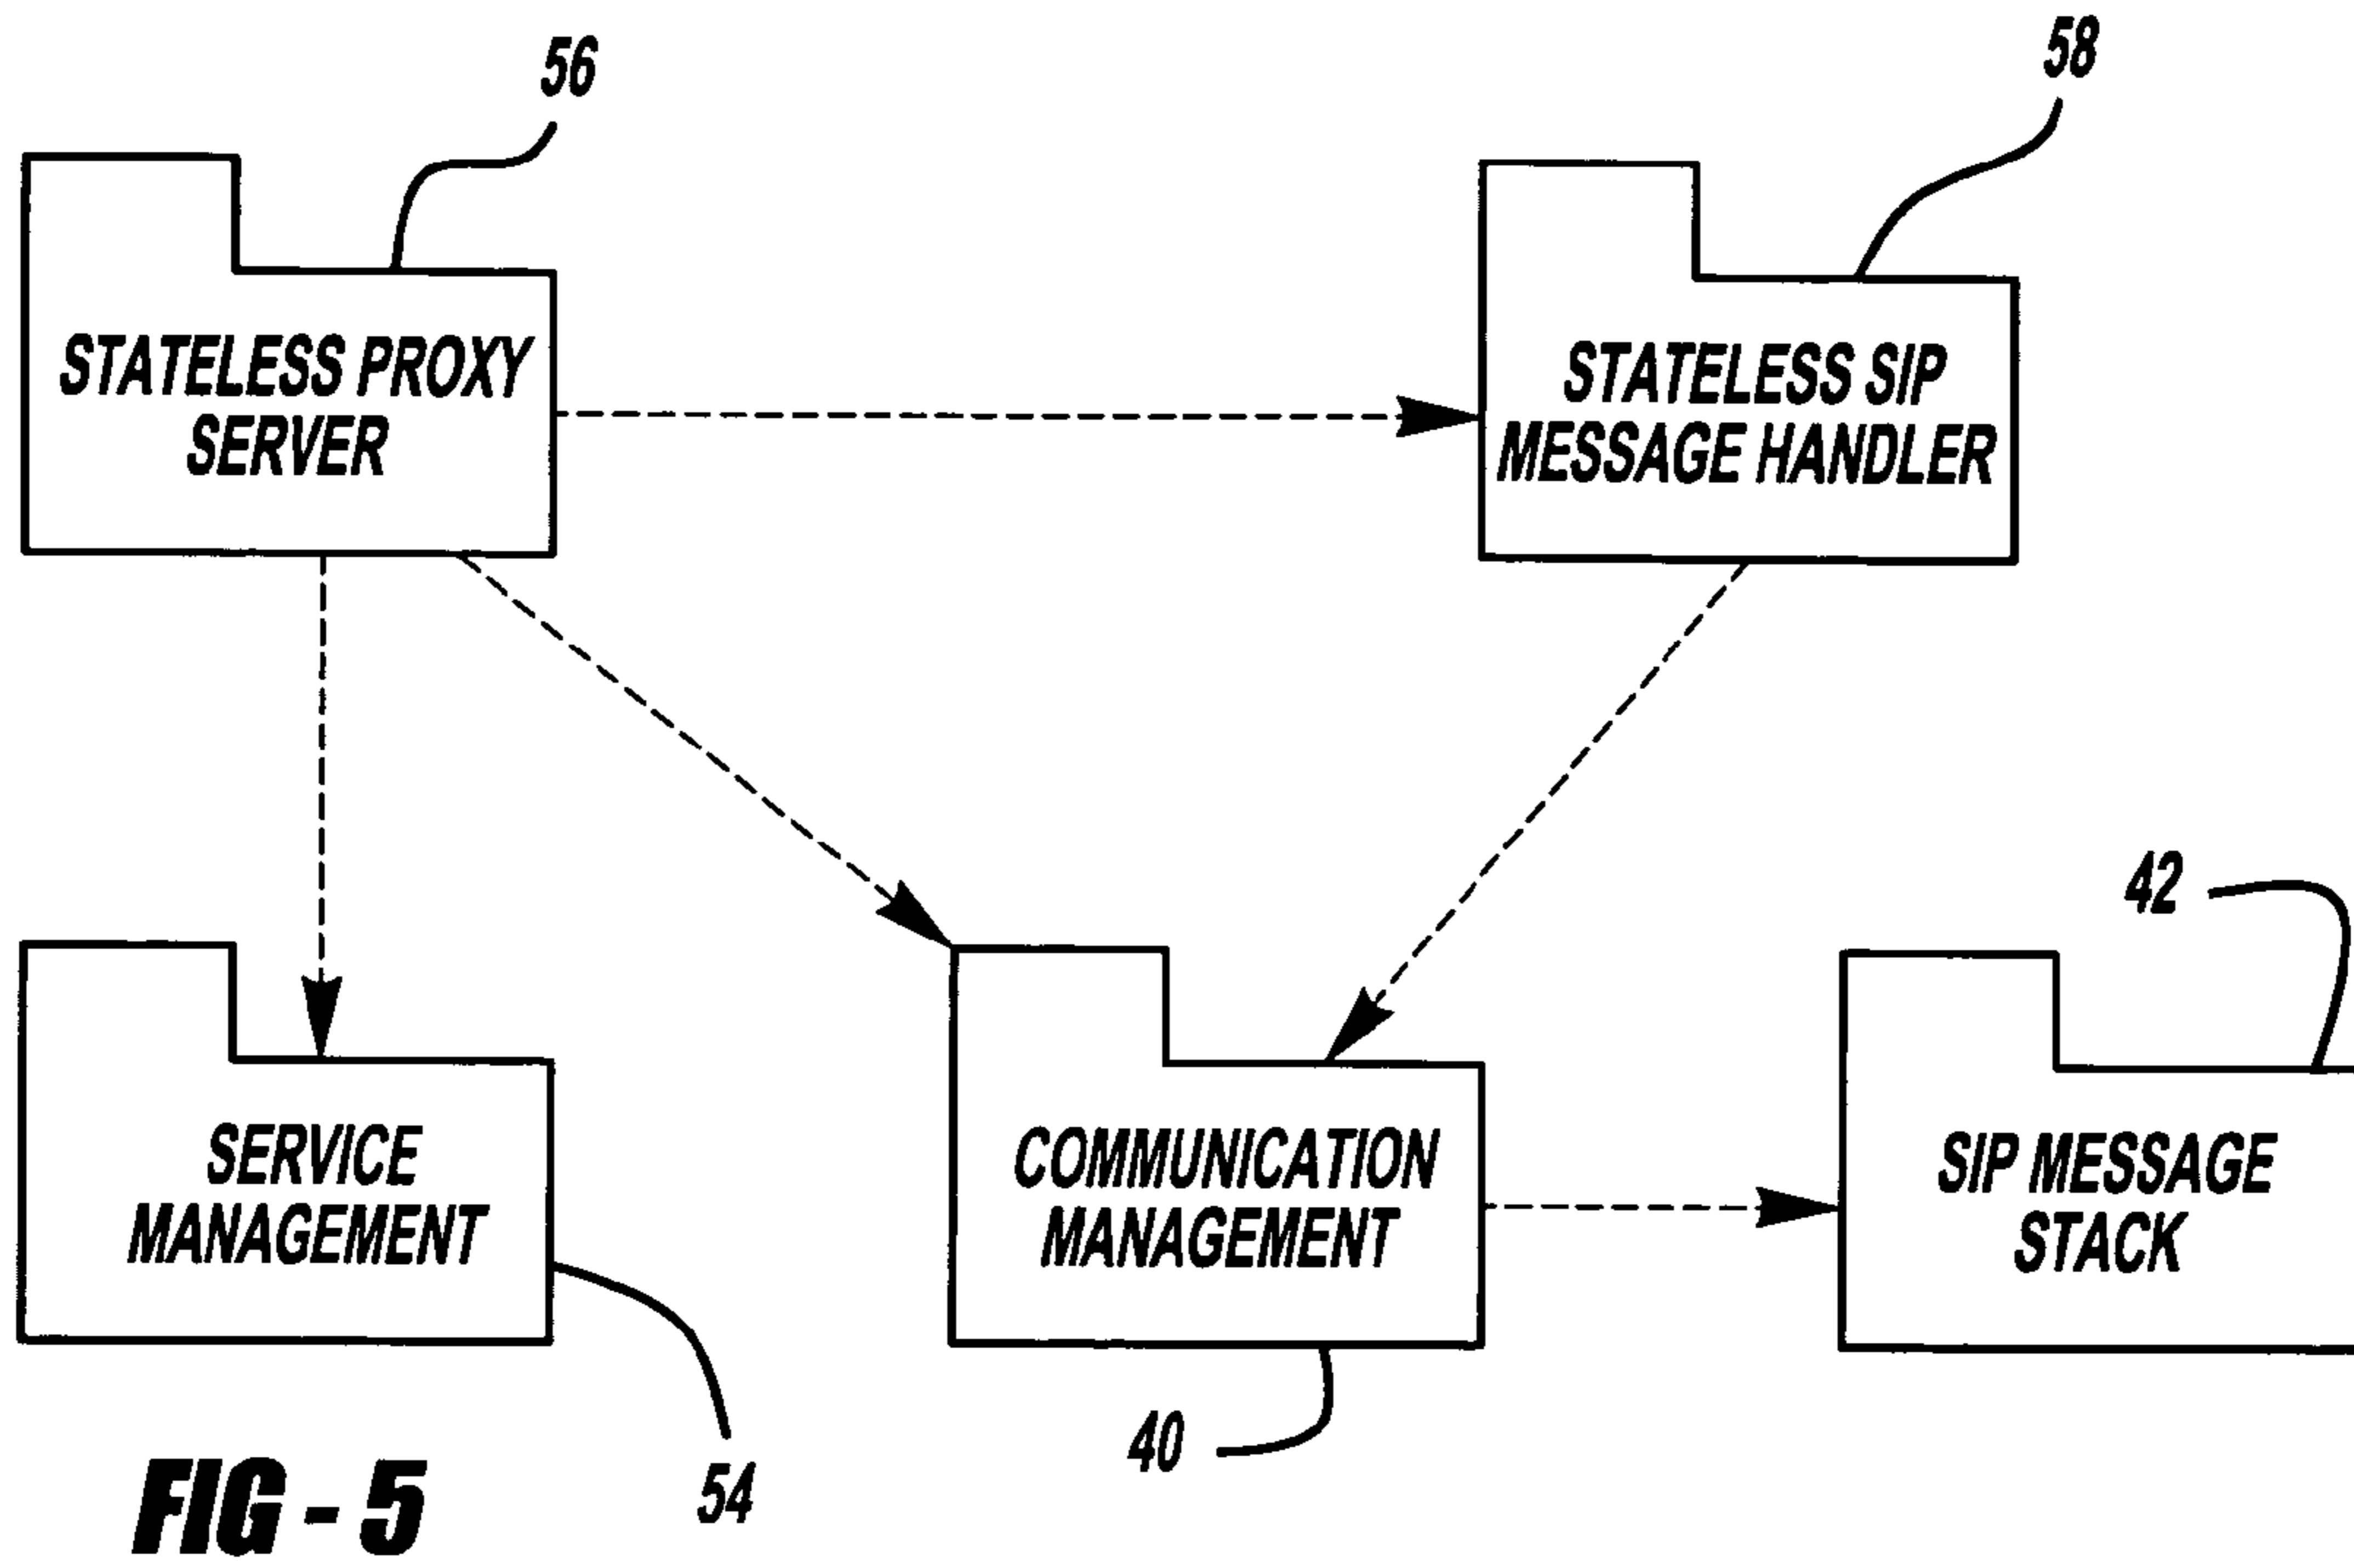 56
58
STATELESS PROXY
SERVER
STATELESS SIP
MESSAGE HANDLER
42
SERVICE
MANAGEMENT
COMMUNICATION
MANAGEMENT
SIP MESSAGE
STACK
40
54
FIG - 5